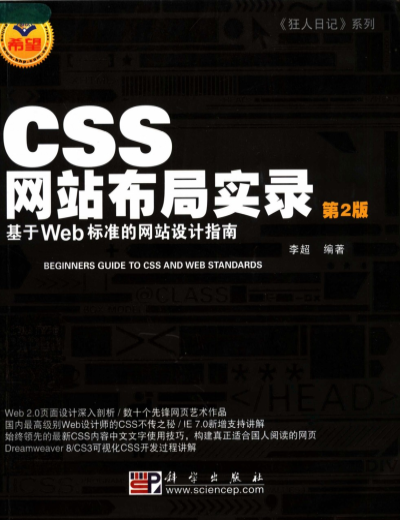 希望
《狂人日记》系列
CSS
网站布局实录 第2版
基于Web标准的网站设计指南
李超 编著
BEGINNERS GUIDE TO CSS AND WEB STANDARDS
@CLASS
</HEAD>
Web 2.0页面设计深入剖析 / 数十个先锋网页艺术作品
国内最高级别Web设计师的CSS不传之秘 / IE 7.0新增支持讲解
始终领先的最新CSS内容中文文字使用技巧，构建真正适合国人阅读的网页
Dreamweaver 8/CS3可视化CSS开发过程讲解
科学出版社
www.sciencep.com